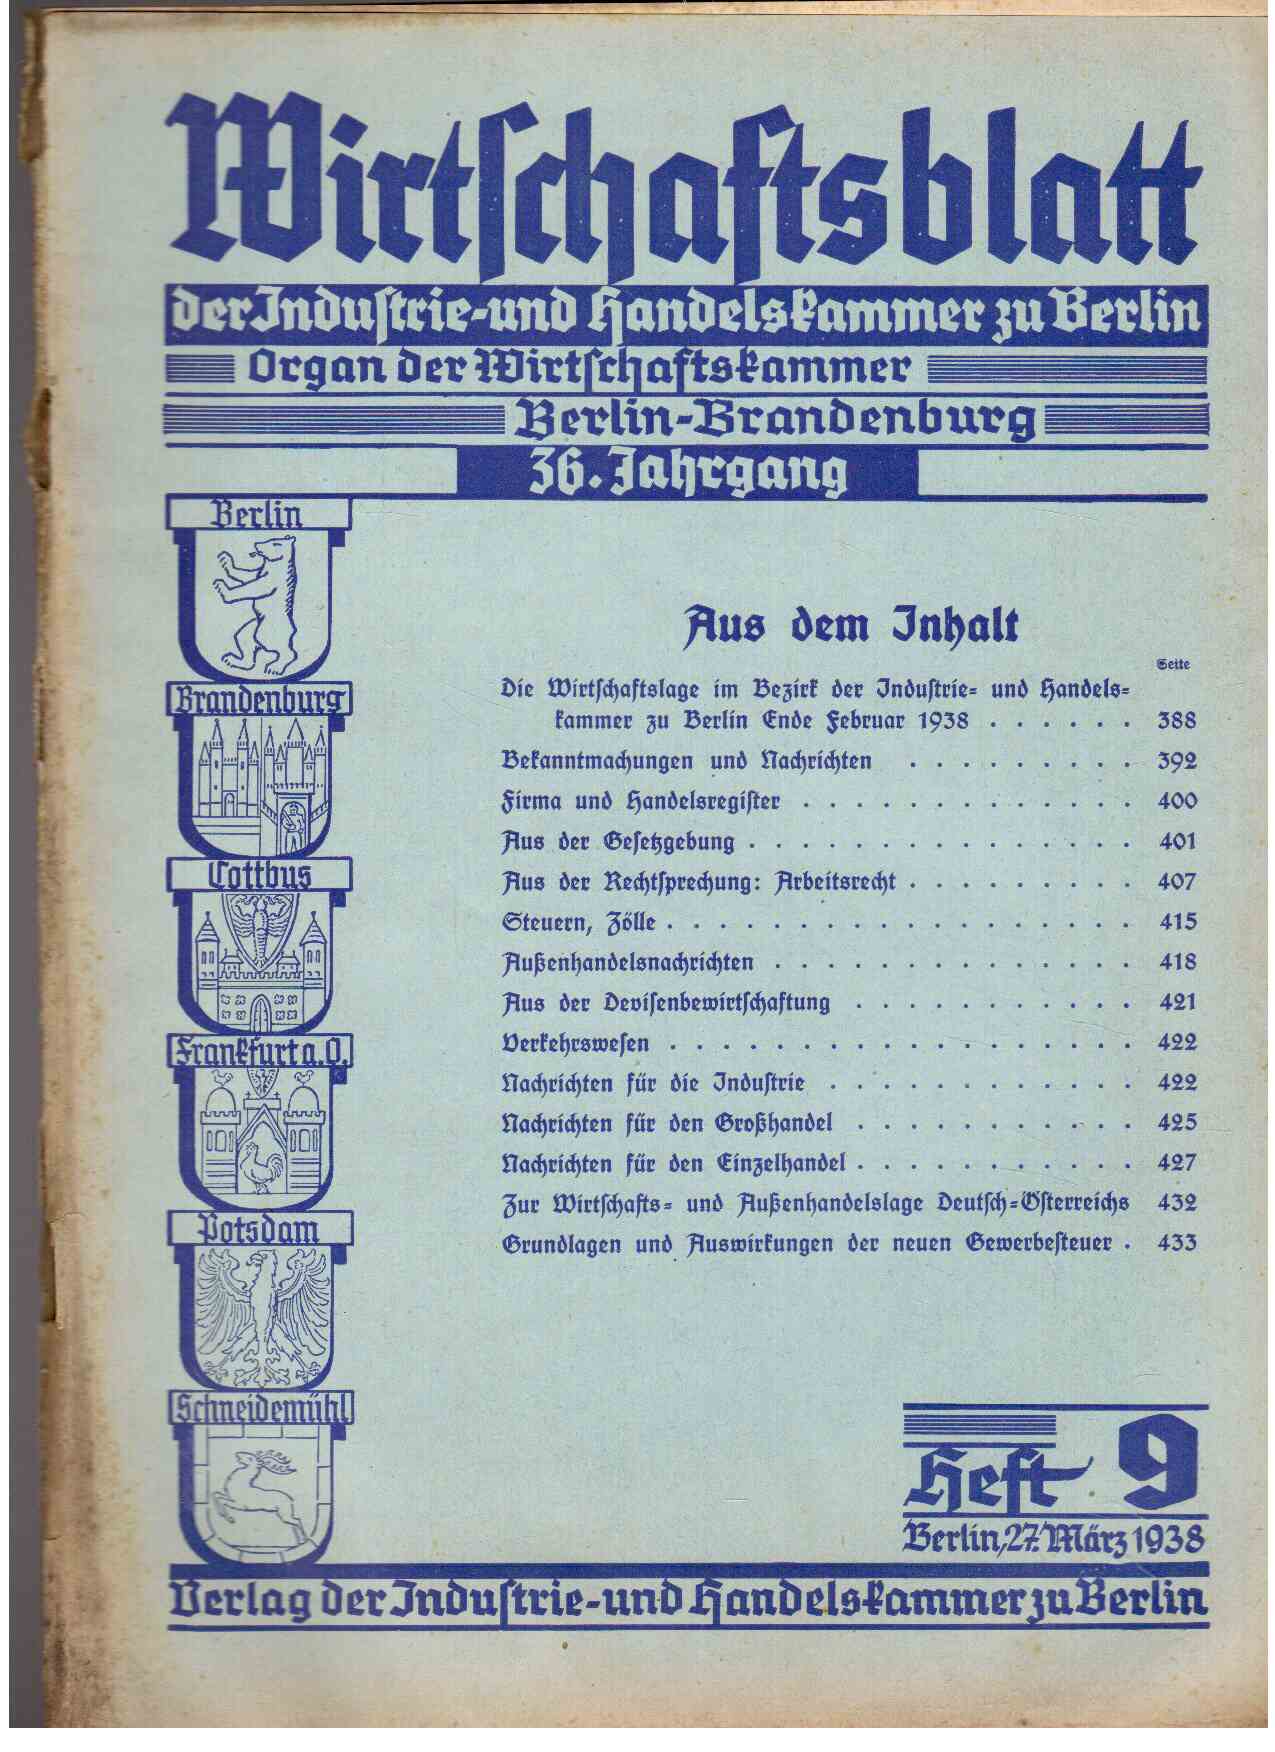 Wirtschaftsblatt
der Industrie-und Handelskammer zu Berlin
Organ der Wirtschaftskammer
Berlin-Brandenburg
36. Jahrgang
Berlin
Brandenburg
Cottbus
Frankfurt a.O.
Potsdam
Schneidemühl
Aus dem Inhalt
Seite
Die Wirtschaftslage im Bezirk der Industrie- und Handels-
kammer zu Berlin Ende Februar 1938 . . . . . . 388
Bekanntmachungen und Nachrichten . . . . . . . . . 392
Firma und Handelsregister . . . . . . . . . . . . . 400
Aus der Gesetzgebung . . . . . . . . . . . . . . . 401
Aus der Rechtsprechung: Arbeitsrecht . . . . . . . . . 407
Steuern, Zölle . . . . . . . . . . . . . . . . . . 415
Außenhandelsnachrichten . . . . . . . . . . . . . . 418
Aus der Devisenbewirtschaftung . . . . . . . . . . . 421
Verkehrswesen . . . . . . . . . . . . . . . . . . 422
Nachrichten für die Industrie . . . . . . . . . . . . 422
Nachrichten für den Großhandel . . . . . . . . . . . 425
Nachrichten für den Einzelhandel . . . . . . . . . . . 427
Zur Wirtschafts- und Außenhandelslage Deutsch-Österreichs 432
Grundlagen und Auswirkungen der neuen Gewerbesteuer . 433
Heft 9
Berlin, 27. März 1938
Verlag der Industrie-und Handelskammer zu Berlin